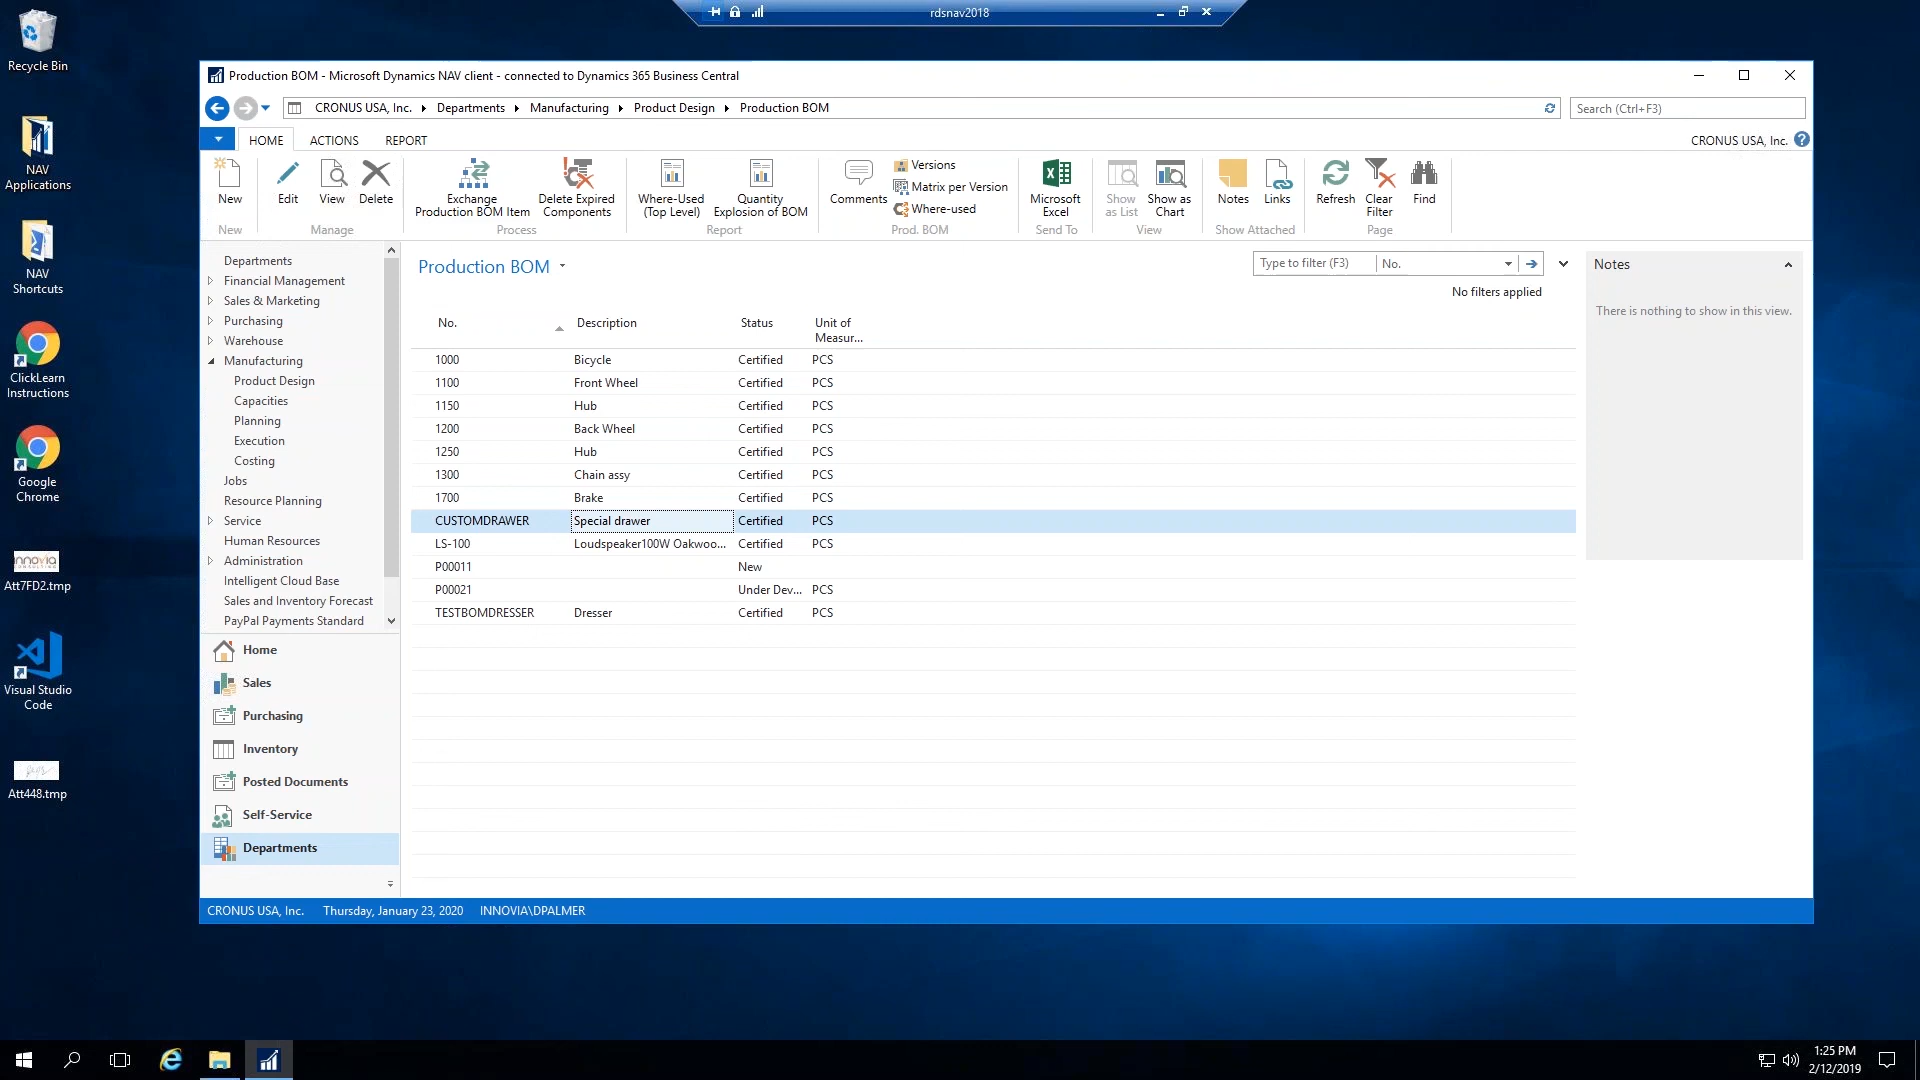 rdsnav2018
Recycle Bin
NAV
Applications
NAV
Shortcuts
ClickLearn
Instructions
Google
Chrome
innovia
CONSULTING
Att7FD2.tmp
Visual Studio
Code
Att448.tmp
Production BOM - Microsoft Dynamics NAV client - connected to Dynamics 365 Business Central
CRONUS USA, Inc. Departments Manufacturing Product Design Production BOM
Search (Ctrl+F3)
HOME ACTIONS REPORT
CRONUS USA, Inc.
New
New
Edit View Delete
Manage
Exchange
Production BOM Item
Delete Expired
Components
Process
Where-Used
(Top Level)
Quantity
Explosion of BOM
Report
Comments
Versions
Matrix per Version
Where-used
Prod. BOM
Microsoft
Excel
Send To
Show
as List
Show as
Chart
View
Notes Links
Show Attached
Refresh
Clear
Filter
Find
Page
Departments
Financial Management
Sales & Marketing
Purchasing
Warehouse
Manufacturing
Product Design
Capacities
Planning
Execution
Costing
Jobs
Resource Planning
Service
Human Resources
Administration
Intelligent Cloud Base
Sales and Inventory Forecast
PayPal Payments Standard
Home
Sales
Purchasing
Inventory
Posted Documents
Self-Service
Departments
Production BOM
Type to filter (F3) No.
No filters applied
No. Description Status Unit of
Measur...
1000 Bicycle Certified PCS
1100 Front Wheel Certified PCS
1150 Hub Certified PCS
1200 Back Wheel Certified PCS
1250 Hub Certified PCS
1300 Chain assy Certified PCS
1700 Brake Certified PCS
CUSTOMDRAWER Special drawer Certified PCS
LS-100 Loudspeaker100W Oakwoo... Certified PCS
P00011 New
P00021 Under Dev... PCS
TESTBOMDRESSER Dresser Certified PCS
Notes
There is nothing to show in this view.
CRONUS USA, Inc. Thursday, January 23, 2020 INNOVIA\DPALMER
1:25 PM
2/12/2019